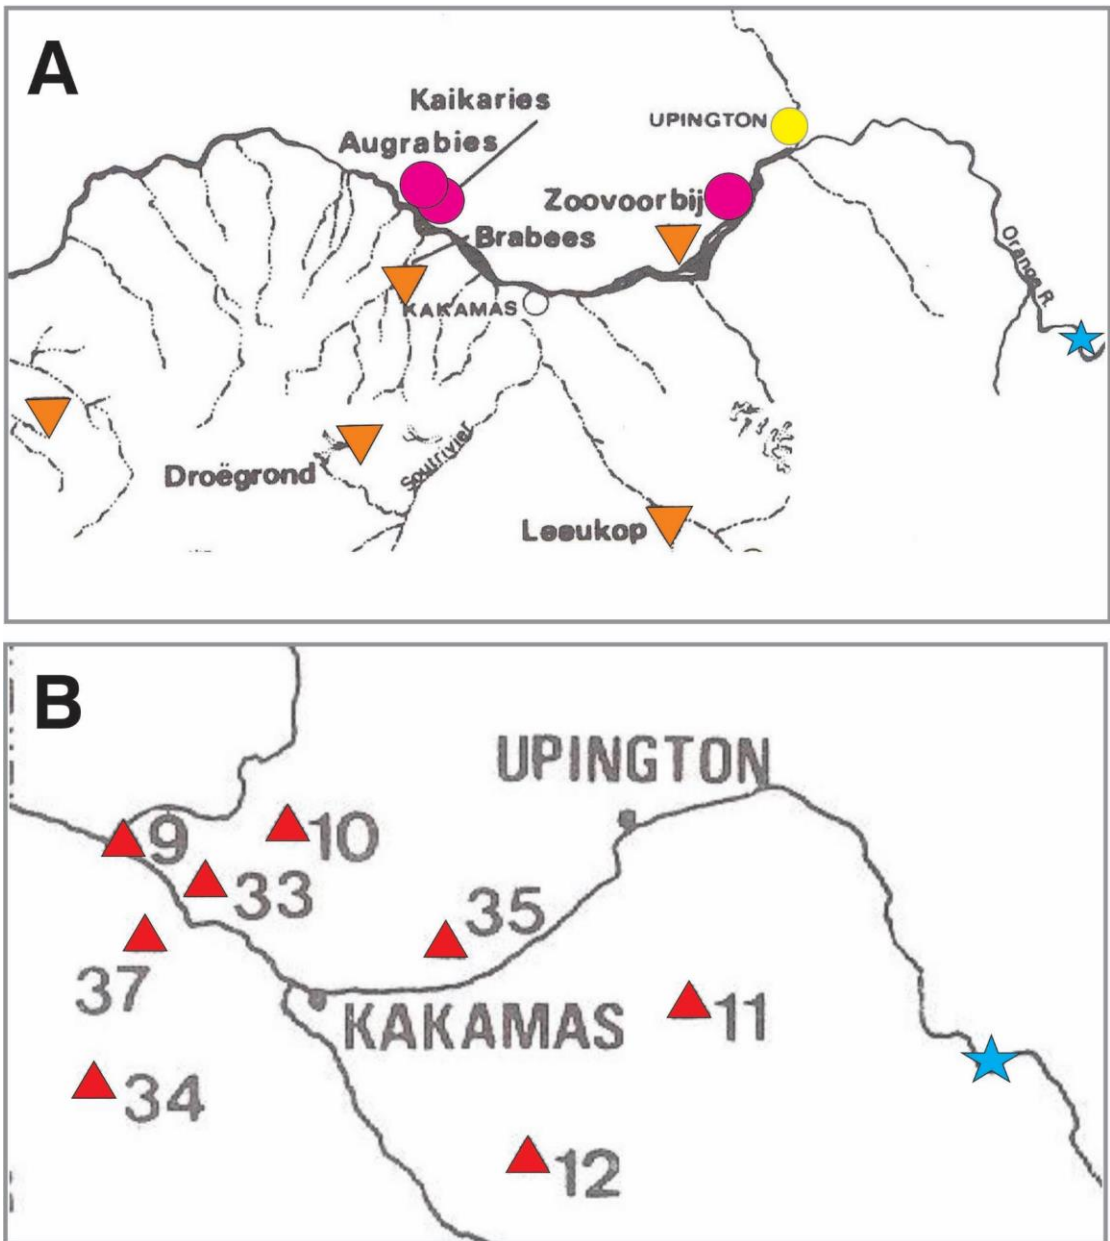 A
Kaikaries
Augrabies
UPINGTON
Zoovoorbij
Brabees
KAKAMAS
Orange R.
Droëgrond
Sourrivier
Leeukop
B
UPINGTON
9
10
33
35
37
KAKAMAS
11
34
12